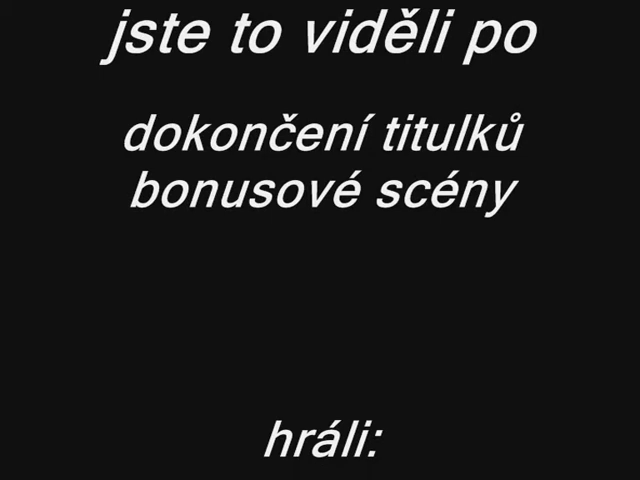 jste to viděli po
dokončení titulků
bonusové scény
hráli: